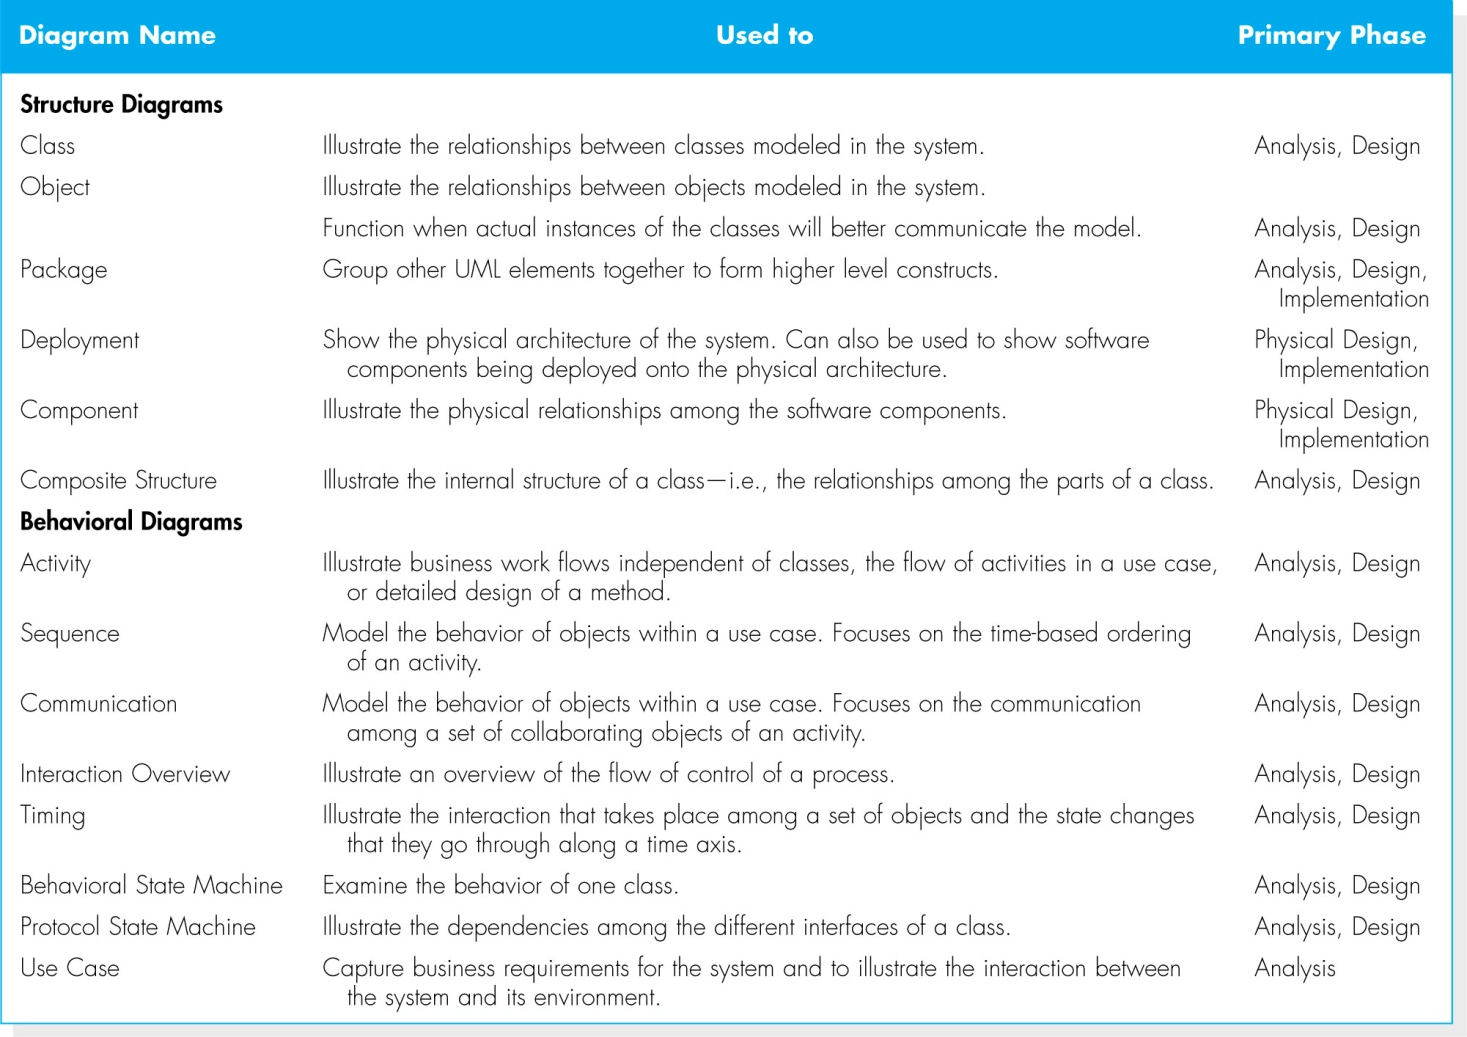 Diagram Name Used to Primary Phase
Structure Diagrams
Class Illustrate the relationships between classes modeled in the system. Analysis, Design
Object Illustrate the relationships between objects modeled in the system.
Function when actual instances of the classes will better communicate the model. Analysis, Design
Package Group other UML elements together to form higher level constructs. Analysis, Design,
Implementation
Deployment Show the physical architecture of the system. Can also be used to show software Physical Design,
components being deployed onto the physical architecture. Implementation
Component Illustrate the physical relationships among the software components. Physical Design,
Implementation
Composite Structure Illustrate the internal structure of a class—i.e., the relationships among the parts of a class. Analysis, Design
Behavioral Diagrams
Activity Illustrate business work flows independent of classes, the flow of activities in a use case, Analysis, Design
or detailed design of a method.
Sequence Model the behavior of objects within a use case. Focuses on the time-based ordering Analysis, Design
of an activity.
Communication Model the behavior of objects within a use case. Focuses on the communication Analysis, Design
among a set of collaborating objects of an activity.
Interaction Overview Illustrate an overview of the flow of control of a process. Analysis, Design
Timing Illustrate the interaction that takes place among a set of objects and the state changes Analysis, Design
that they go through along a time axis.
Behavioral State Machine Examine the behavior of one class. Analysis, Design
Protocol State Machine Illustrate the dependencies among the different interfaces of a class. Analysis, Design
Use Case Capture business requirements for the system and to illustrate the interaction between Analysis
the system and its environment.